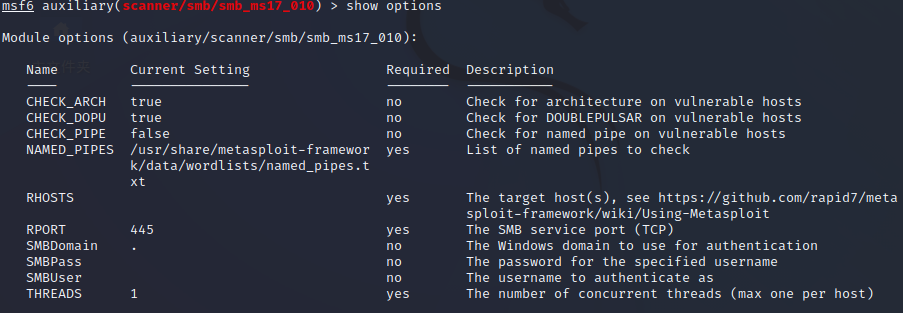 msf6 auxiliary(scanner/smb/smb_ms17_010) > show options
Module options (auxiliary/scanner/smb/smb_ms17_010):
Name Current Setting Required Description
CHECK_ARCH true no Check for architecture on vulnerable hosts
CHECK_DOPU true no Check for DOUBLEPULSAR on vulnerable hosts
CHECK_PIPE false no Check for named pipe on vulnerable hosts
NAMED_PIPES /usr/share/metasploit-framewor yes List of named pipes to check
k/data/wordlists/named_pipes.t
xt
RHOSTS yes The target host(s), see https://github.com/rapid7/meta
sploit-framework/wiki/Using-Metasploit
RPORT 445 yes The SMB service port (TCP)
SMBDomain . no The Windows domain to use for authentication
SMBPass no The password for the specified username
SMBUser no The username to authenticate as
THREADS 1 yes The number of concurrent threads (max one per host)